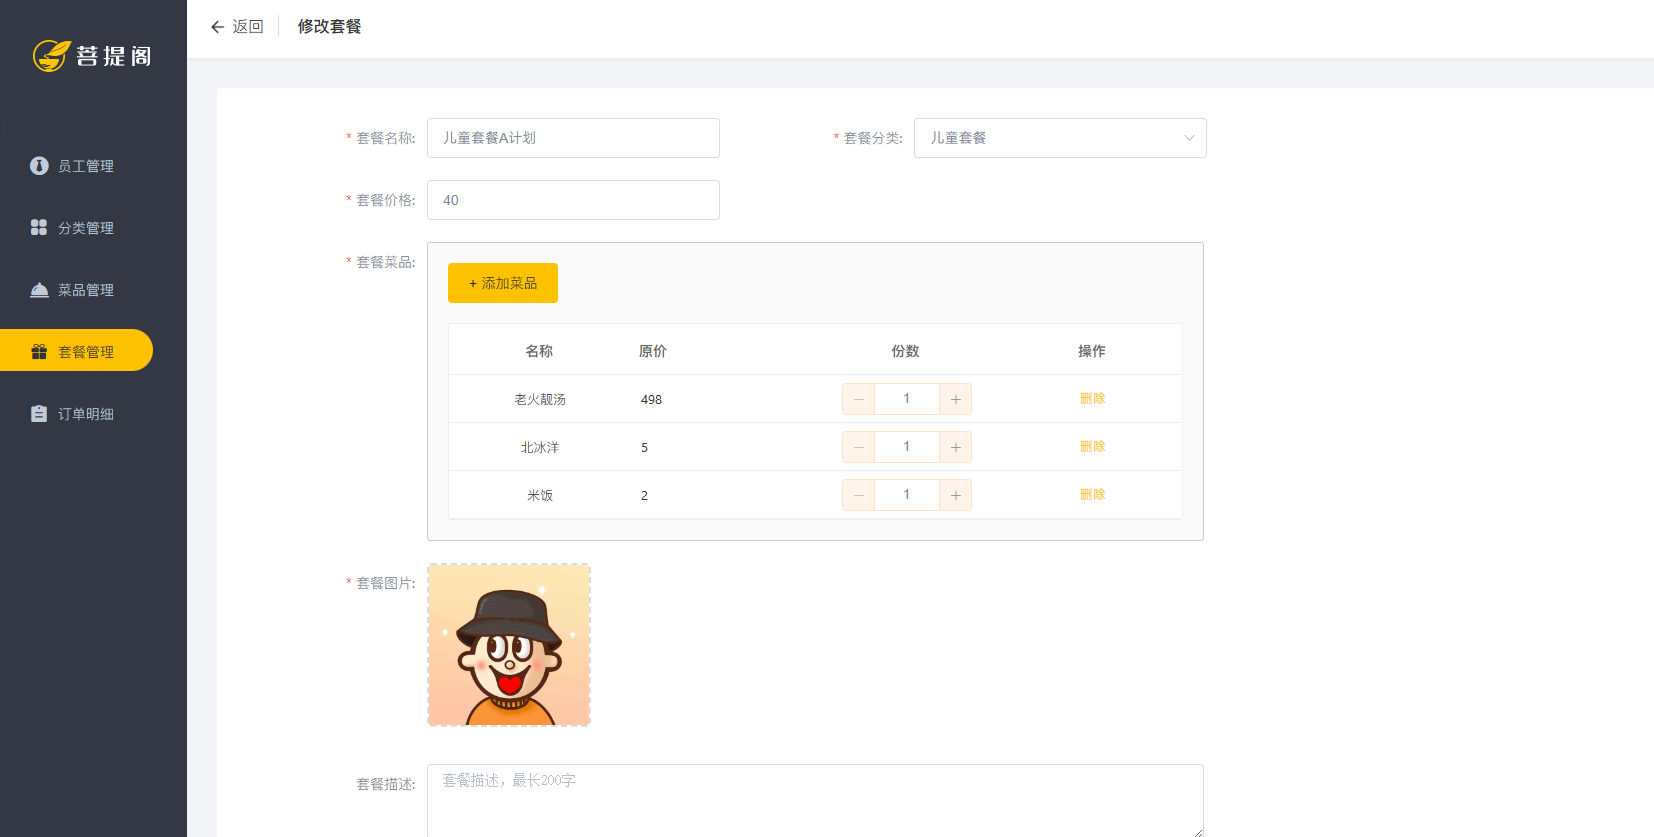 菩提阁
员工管理
分类管理
菜品管理
套餐管理
订单明细
返回 修改套餐
* 套餐名称: 儿童套餐A计划 * 套餐分类: 儿童套餐
* 套餐价格: 40
* 套餐菜品:
+ 添加菜品
名称 原价 份数 操作
老火靓汤 498 1 删除
北冰洋 5 1 删除
米饭 2 1 删除
* 套餐图片:
套餐描述: 套餐描述，最长200字